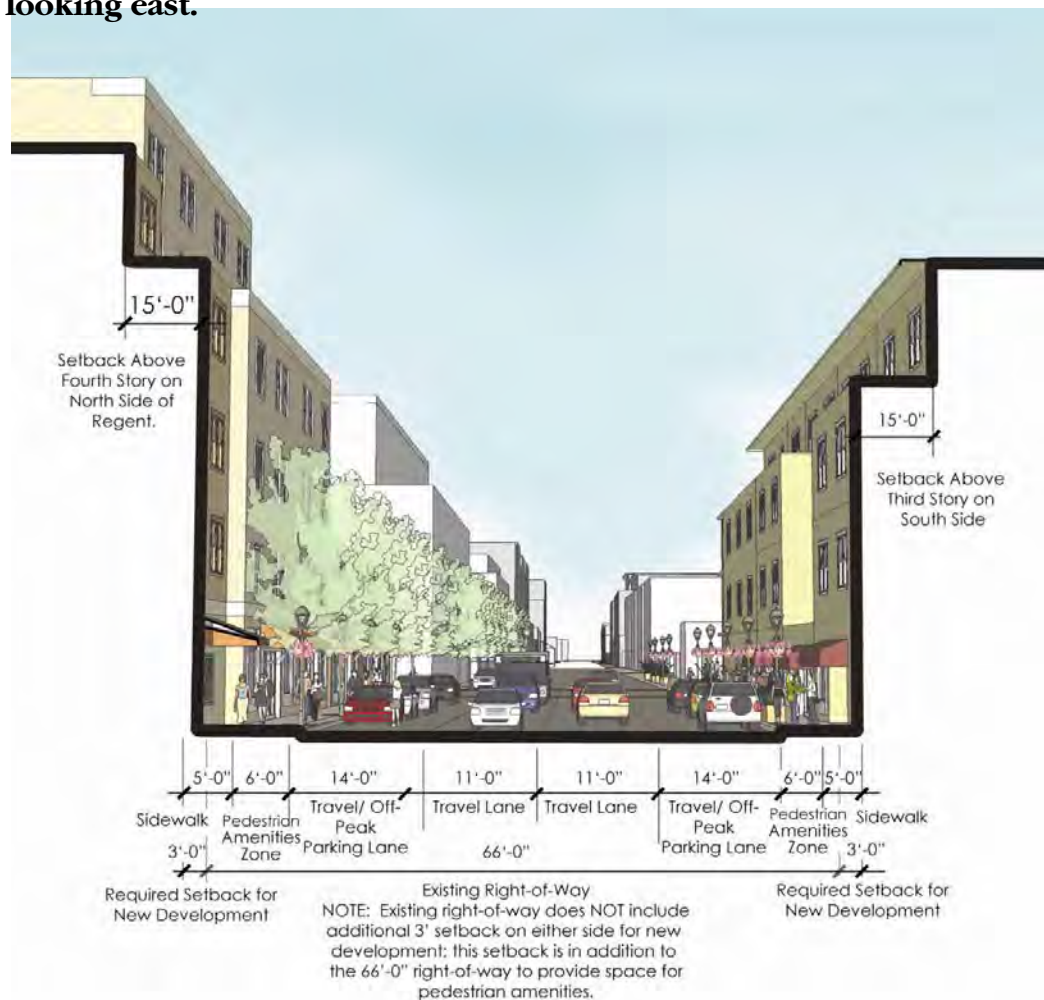 looking east.
15'-0"
Setback Above
Fourth Story on
North Side of
Regent.
15'-0"
Setback Above
Third Story on
South Side
5'-0" 6'-0" 14'-0" 11'-0" 11'-0" 14'-0" 6'-0" 5'-0"
Sidewalk
Pedestrian
Amenities
Zone
Travel/ Off-
Peak
Parking Lane
Travel Lane
Travel Lane
Travel/ Off-
Peak
Parking Lane
Pedestrian
Amenities
Zone
Sidewalk
3'-0" 66'-0" 3'-0"
Required Setback for
New Development
Existing Right-of-Way
NOTE: Existing right-of-way does NOT include
additional 3' setback on either side for new
development; this setback is in addition to
the 66'-0" right-of-way to provide space for
pedestrian amenities.
Required Setback for
New Development